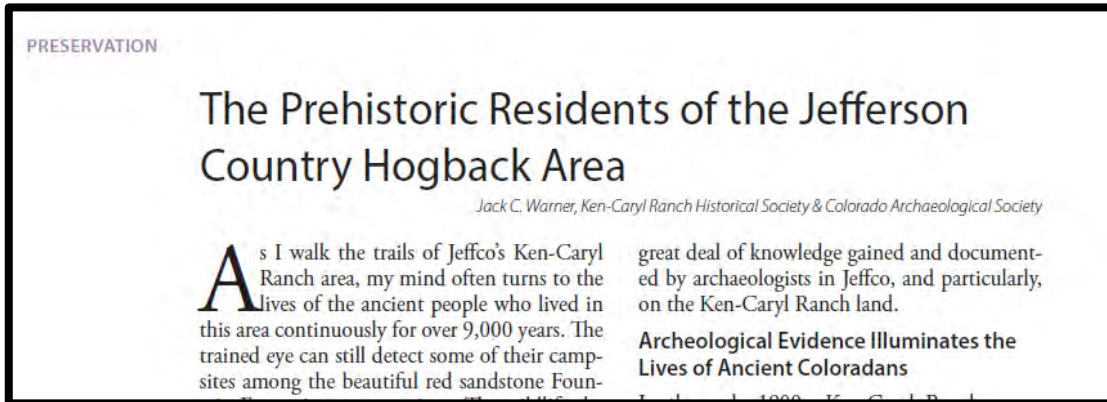 PRESERVATION
The Prehistoric Residents of the Jefferson
Country Hogback Area
Jack C. Warner, Ken-Caryl Ranch Historical Society & Colorado Archaeological Society
As I walk the trails of Jeffco’s Ken-Caryl
Ranch area, my mind often turns to the
lives of the ancient people who lived in
this area continuously for over 9,000 years. The
trained eye can still detect some of their camp-
sites among the beautiful red sandstone Foun-
great deal of knowledge gained and document-
ed by archaeologists in Jeffco, and particularly,
on the Ken-Caryl Ranch land.
Archeological Evidence Illuminates the
Lives of Ancient Coloradans